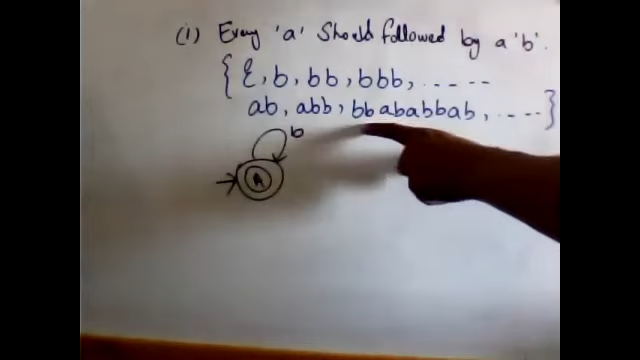 (1) Every 'a' Should followed by a 'b'.
{ε, b, bb, bbb, ......
ab, abb, bbababbab, ....}
b
A